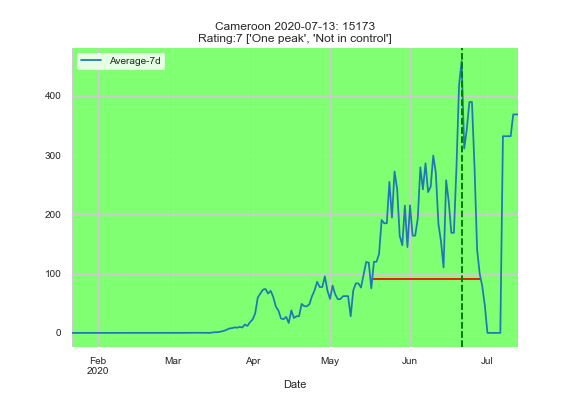 Cameroon 2020-07-13: 15173
Rating:7 ['One peak', 'Not in control']
Average-7d
400
300
200
100
0
Feb Mar Apr May Jun Jul
2020
Date